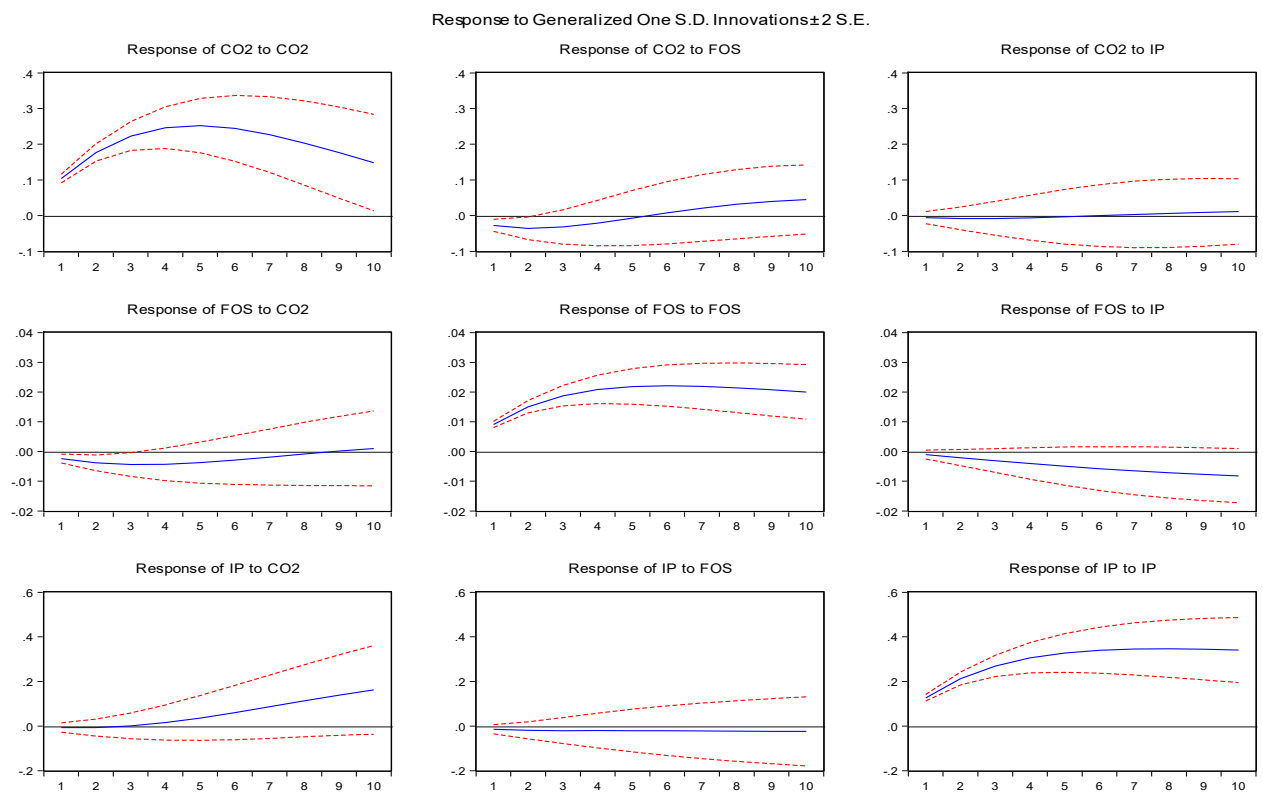 Response to Generalized One S.D. Innovations ± 2 S.E.
Response of CO2 to CO2
.4
.3
.2
.1
.0
-.1
1 2 3 4 5 6 7 8 9 10
Response of CO2 to FOS
.4
.3
.2
.1
.0
-.1
1 2 3 4 5 6 7 8 9 10
Response of CO2 to IP
.4
.3
.2
.1
.0
-.1
1 2 3 4 5 6 7 8 9 10
Response of FOS to CO2
.04
.03
.02
.01
.00
-.01
-.02
1 2 3 4 5 6 7 8 9 10
Response of FOS to FOS
.04
.03
.02
.01
.00
-.01
-.02
1 2 3 4 5 6 7 8 9 10
Response of FOS to IP
.04
.03
.02
.01
.00
-.01
-.02
1 2 3 4 5 6 7 8 9 10
Response of IP to CO2
.6
.4
.2
.0
-.2
1 2 3 4 5 6 7 8 9 10
Response of IP to FOS
.6
.4
.2
.0
-.2
1 2 3 4 5 6 7 8 9 10
Response of IP to IP
.6
.4
.2
.0
-.2
1 2 3 4 5 6 7 8 9 10